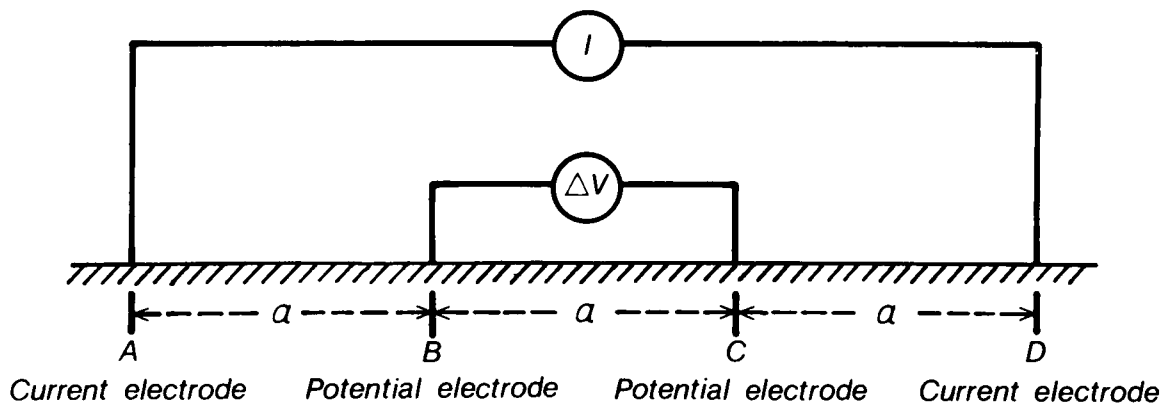 I
ΔV
a a a
A B C D
Current electrode Potential electrode Potential electrode Current electrode